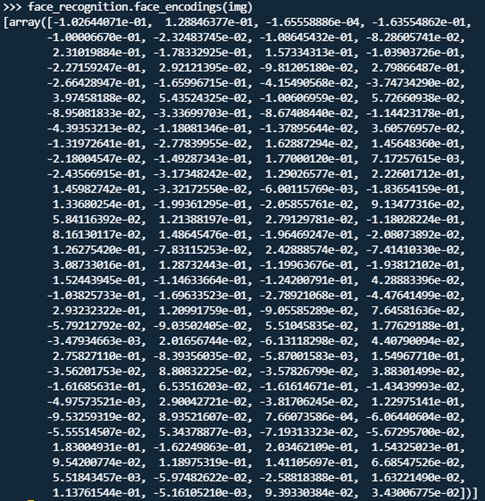 >>> face_recognition.face_encodings(img)
[array([-1.02644071e-01, 1.28846377e-01, -1.65558886e-04, -1.63554862e-01,
-1.00006670e-01, -2.32483745e-02, -1.08645432e-01, -8.28605741e-02,
2.31019884e-01, -1.78332925e-01, 1.57334313e-01, -1.03903726e-01,
-2.27159247e-01, 2.92121395e-02, -9.81205180e-02, 2.79866487e-01,
-2.66428947e-01, -1.65996715e-01, -4.15490568e-02, -3.74734290e-02,
3.97458188e-02, 5.43524325e-02, -1.00606959e-02, 5.72660938e-02,
-8.95081833e-02, -3.33699703e-01, -8.67408440e-02, -1.14423178e-01,
-4.39353213e-02, -1.18081346e-01, -1.37895644e-02, 3.60576957e-02,
-1.31972641e-01, -2.77839955e-02, 1.62887294e-02, 1.45648360e-01,
-2.18004547e-02, -1.49287343e-01, 1.77000120e-01, 7.17257615e-03,
-2.43566915e-01, -3.17348242e-02, 1.29026577e-01, 2.22601712e-01,
1.45982742e-01, -3.32172550e-02, -6.00115769e-03, -1.83654159e-01,
1.33680254e-01, -1.99361295e-01, -2.05855761e-02, 9.13477316e-02,
5.84116392e-02, 1.21388197e-01, 2.79129781e-02, -1.18028224e-01,
8.16130117e-02, 1.48645476e-01, -1.96469247e-01, -2.08073892e-02,
1.26275420e-01, -7.83115253e-02, 2.42888574e-02, -7.41410330e-02,
3.08733016e-01, 1.28732443e-01, -1.19963676e-01, -1.93812102e-01,
1.52443945e-01, -1.14633664e-01, -1.24200791e-01, 4.28883396e-02,
-1.03825733e-01, -1.69633523e-01, -2.78921068e-01, -4.47641499e-02,
2.93232322e-01, 1.20991759e-01, -9.05585289e-02, 7.64581636e-02,
-5.79212792e-02, -9.03502405e-02, 5.51045835e-02, 1.77629188e-01,
-3.47934663e-03, 2.01656744e-02, -6.13118298e-02, 4.40790094e-02,
2.75827110e-01, -8.39356035e-02, -5.87001583e-03, 1.54967710e-01,
-3.56201753e-02, 8.80832225e-02, -3.57826799e-02, 3.88301499e-02,
-1.61685631e-01, 6.53516203e-02, -1.61614671e-01, -1.43439993e-02,
-4.97573521e-03, 2.90042721e-02, -3.81706245e-02, 1.22975141e-01,
-9.53259319e-02, 8.93521607e-02, 7.66073586e-04, -6.06440604e-02,
-5.55514507e-02, 5.34378877e-03, -7.19313323e-02, -5.67295700e-02,
1.83004931e-01, -1.62249863e-01, 2.03462109e-01, 1.54325023e-01,
9.54200774e-02, 1.18975319e-01, 1.41105697e-01, 6.68547526e-02,
5.51843457e-03, -5.97482622e-02, -2.58818388e-01, 1.63221490e-02,
1.13761544e-01, -5.16105210e-03, 9.39330384e-02, 3.43006775e-02])]